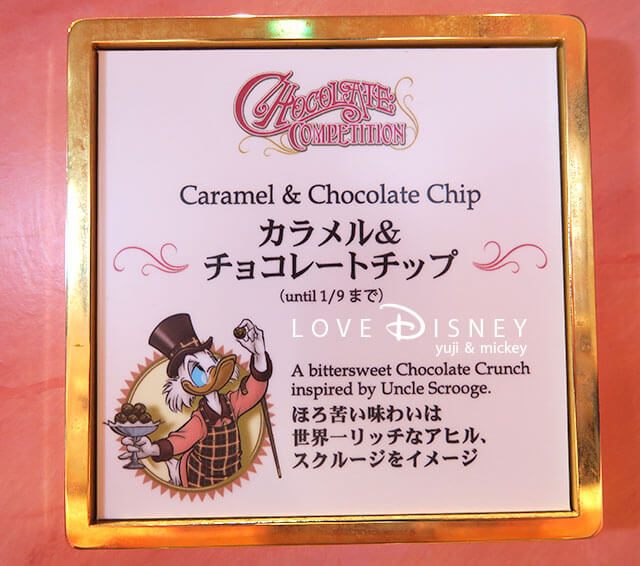 CHOCOLATE
COMPETITION
Caramel & Chocolate Chip
カラメル&
チョコレートチップ
(until 1/9 まで)
LOVE DISNEY
yuji & mickey
A bittersweet Chocolate Crunch
inspired by Uncle Scrooge.
ほろ苦い味わいは
世界一リッチなアヒル、
スクルージをイメージ